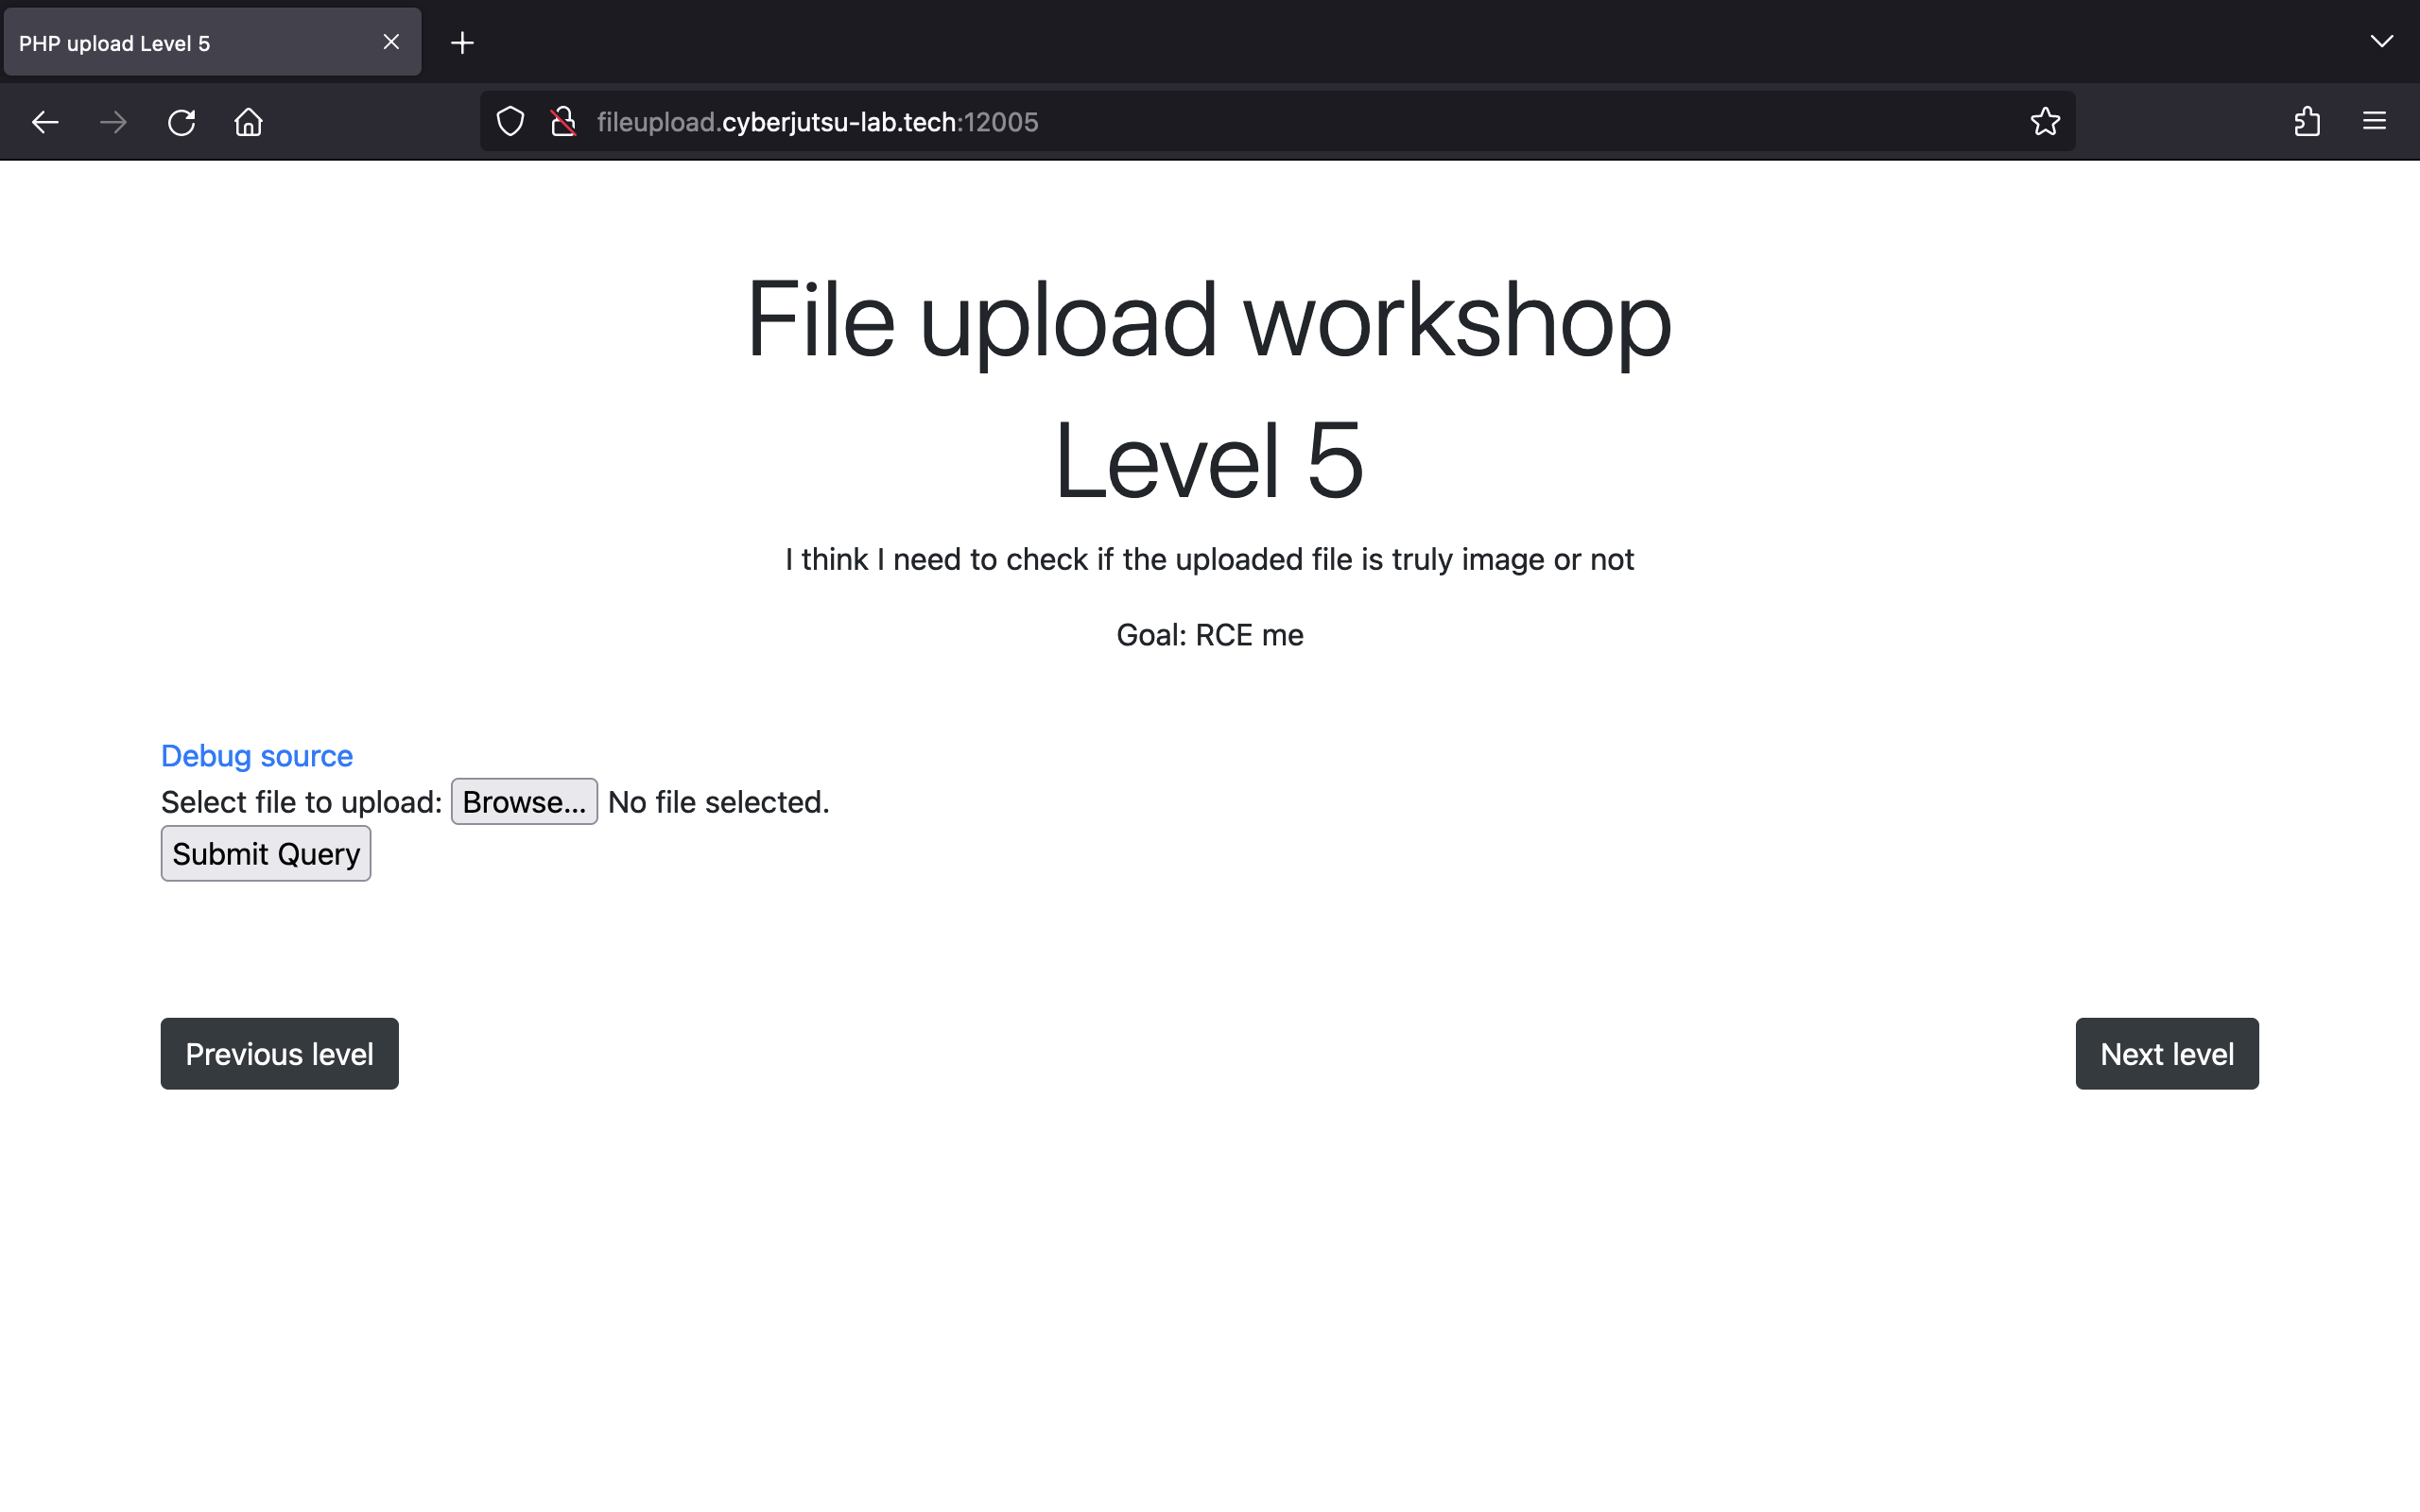 PHP upload Level 5
fileupload.cyberjutsu-lab.tech:12005
File upload workshop
Level 5
I think I need to check if the uploaded file is truly image or not
Goal: RCE me
Debug source
Select file to upload: Browse... No file selected.
Submit Query
Previous level
Next level